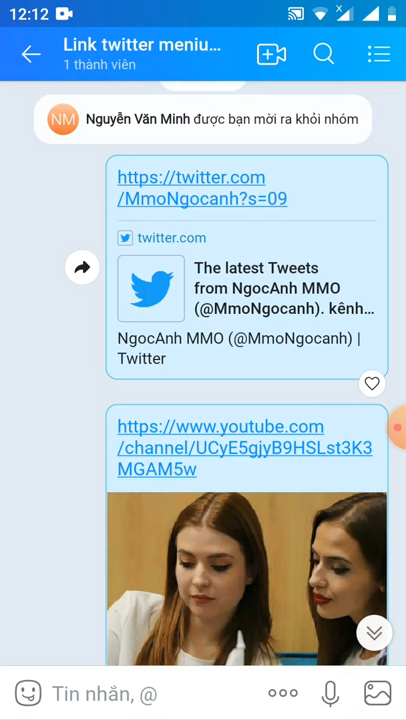 12:12
Link twitter meniu...
1 thành viên
NM Nguyễn Văn Minh được bạn mời ra khỏi nhóm
https://twitter.com
/MmoNgocanh?s=09
twitter.com
The latest Tweets
from NgocAnh MMO
(@MmoNgocanh). kênh...
NgocAnh MMO (@MmoNgocanh) |
Twitter
https://www.youtube.com
/channel/UCyE5gjyB9HSLst3K3
MGAM5w
Tin nhắn, @